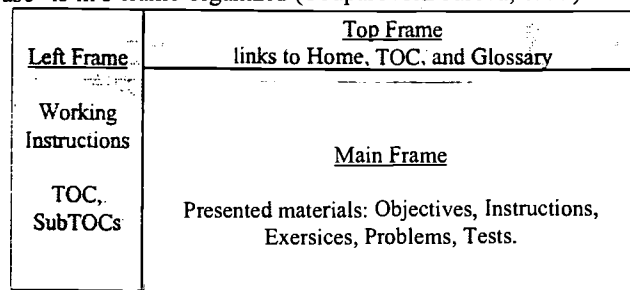 Top Frame
links to Home, TOC, and Glossary
Left Frame
Working
Instructions
TOC,
SubTOCs
Main Frame
Presented materials: Objectives, Instructions,
Exersices, Problems, Tests.